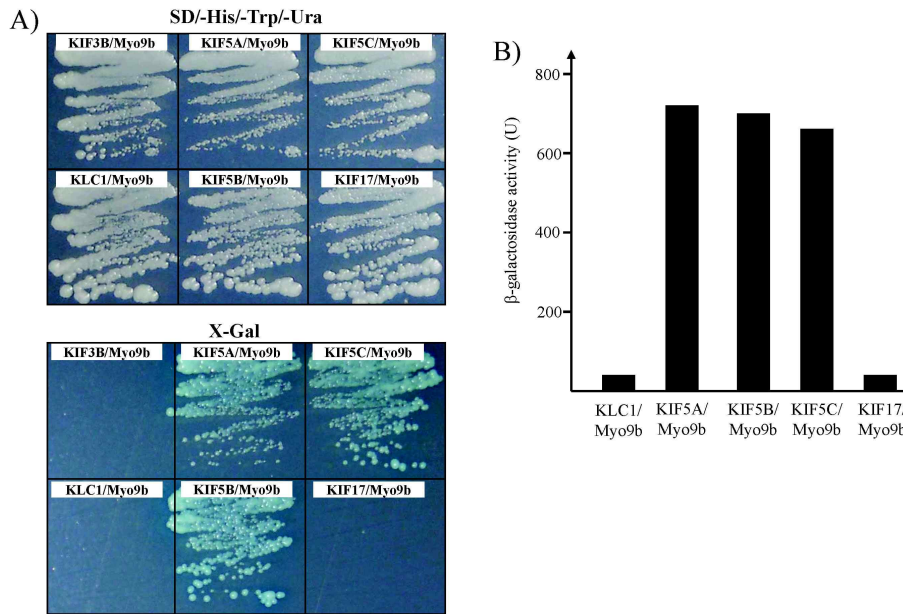 A)
SD/-His/-Trp/-Ura
KIF3B/Myo9b KIF5A/Myo9b KIF5C/Myo9b
KLC1/Myo9b KIF5B/Myo9b KIF17/Myo9b
X-Gal
KIF3B/Myo9b KIF5A/Myo9b KIF5C/Myo9b
KLC1/Myo9b KIF5B/Myo9b KIF17/Myo9b
B)
β-galactosidase activity (U)
800
600
400
200
KLC1/ KIF5A/ KIF5B/ KIF5C/ KIF17/
Myo9b Myo9b Myo9b Myo9b Myo9b